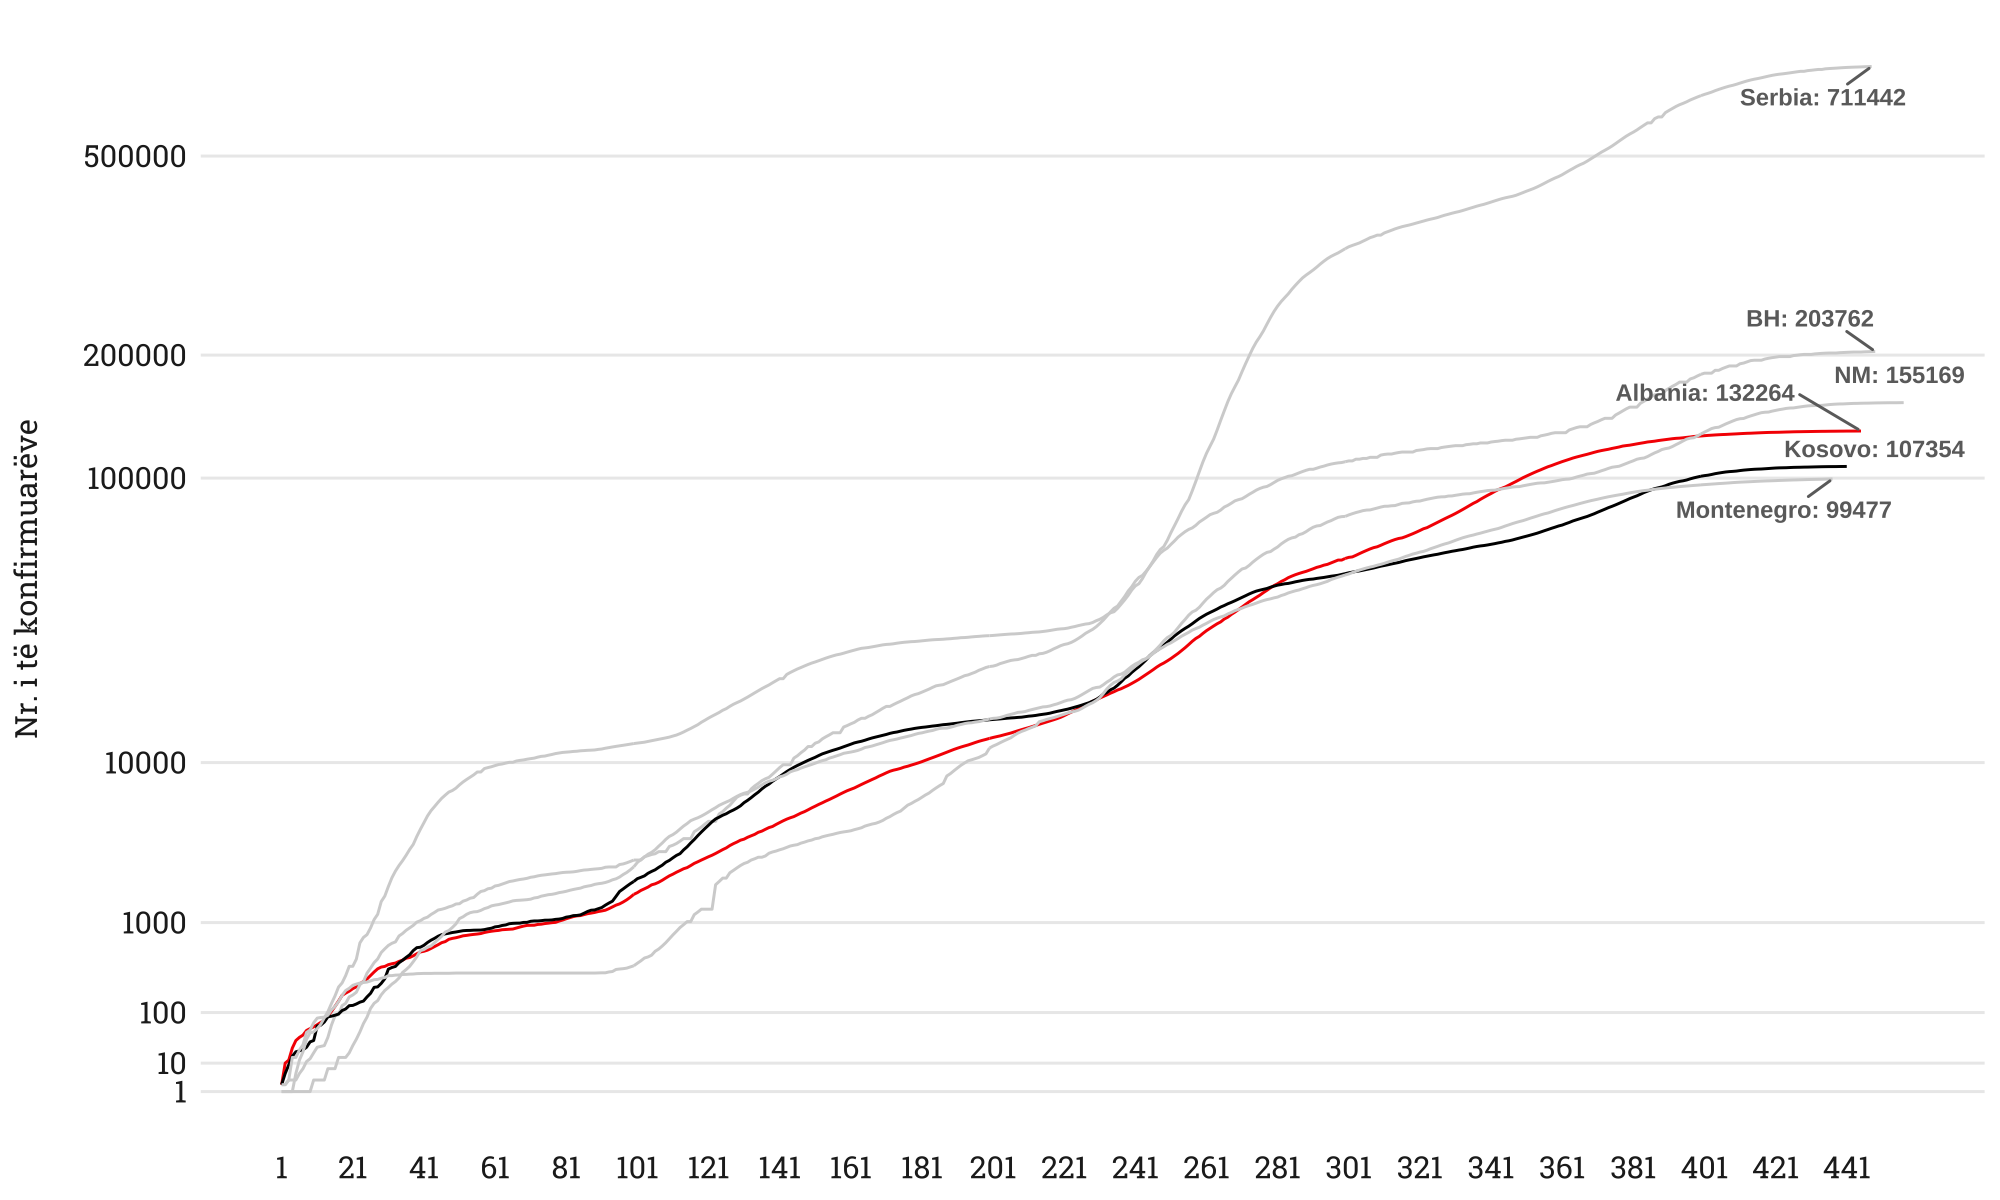 Serbia: 711442
500000
BH: 203762
200000
NM: 155169
Albania: 132264
Kosovo: 107354
100000
Montenegro: 99477
Nr. i të konfirmuarëve
10000
1000
100
10
1
1 21 41 61 81 101 121 141 161 181 201 221 241 261 281 301 321 341 361 381 401 421 441